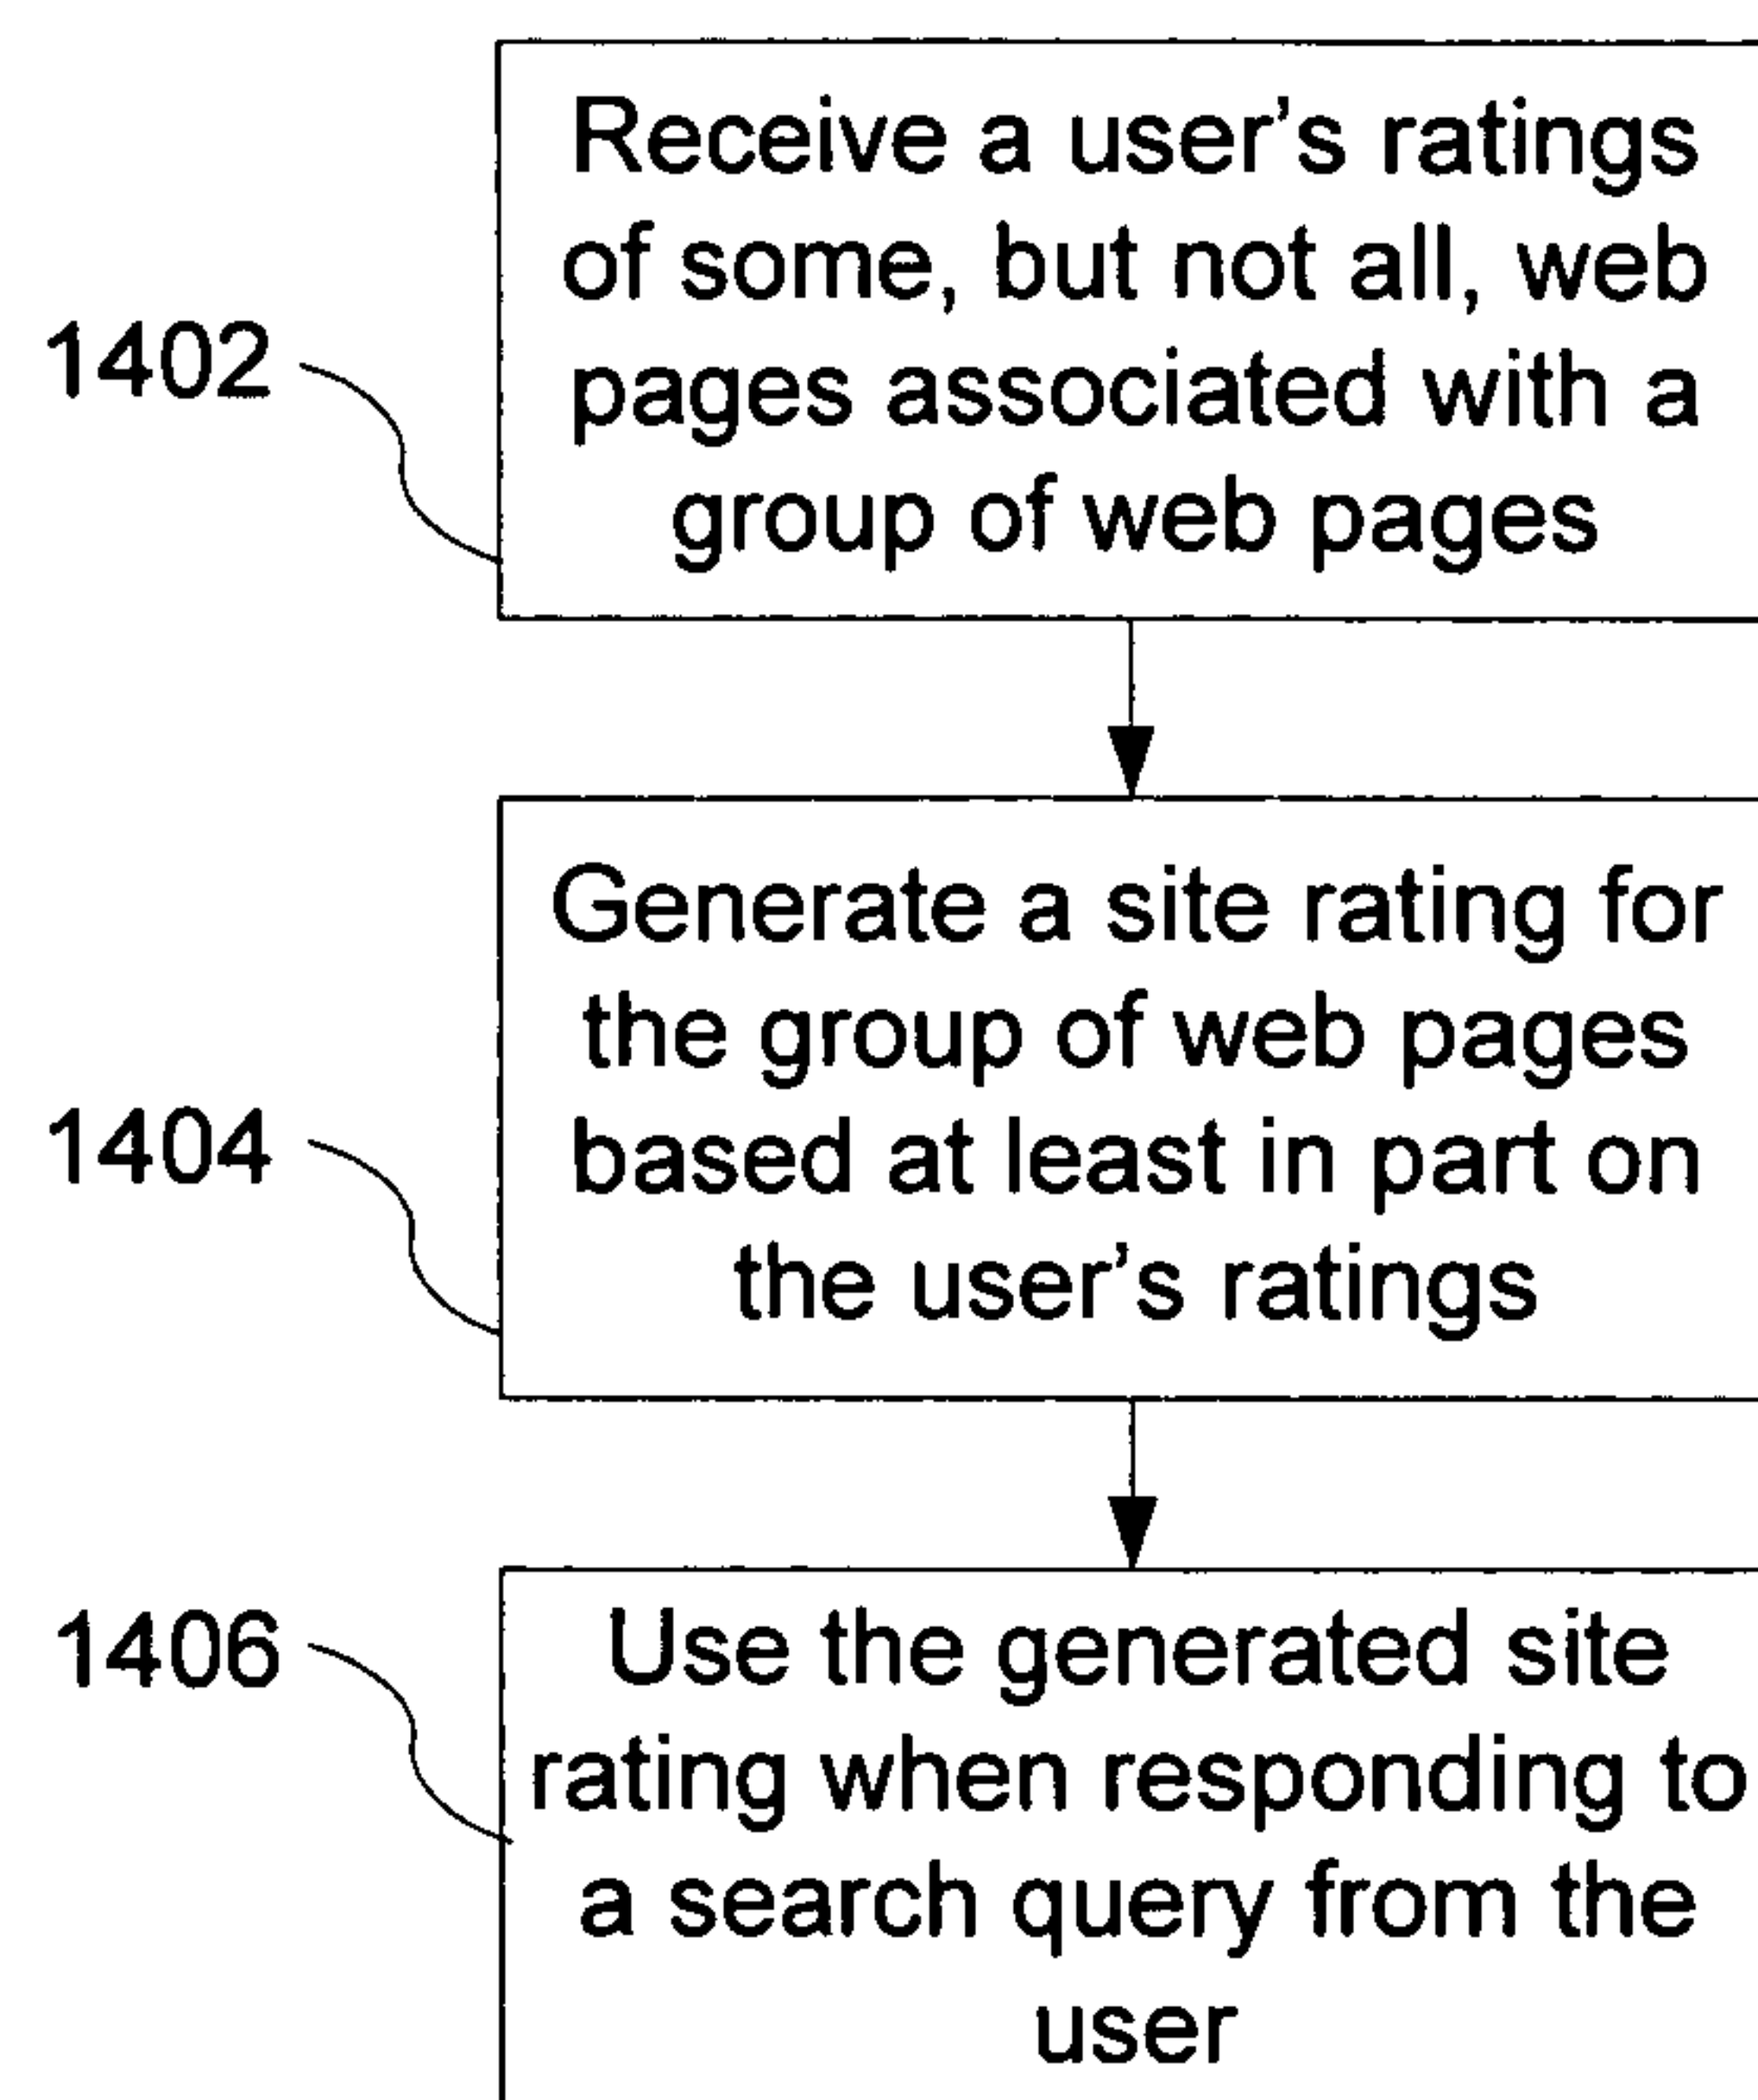 Receive a user's ratings
of some, but not all, web
pages associated with a
group of web pages
1402
Generate a site rating for
the group of web pages
based at least in part on
the user's ratings
1404
Use the generated site
rating when responding to
a search query from the
user
1406